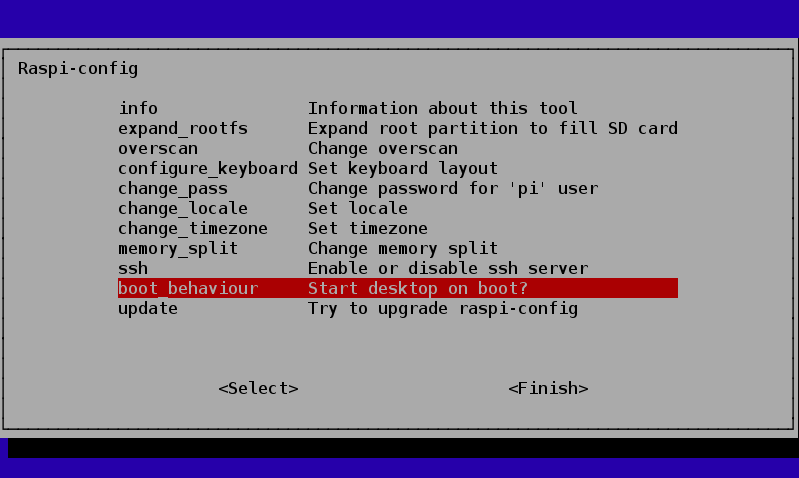 Raspi-config
info Information about this tool
expand_rootfs Expand root partition to fill SD card
overscan Change overscan
configure_keyboard Set keyboard layout
change_pass Change password for 'pi' user
change_locale Set locale
change_timezone Set timezone
memory_split Change memory split
ssh Enable or disable ssh server
boot_behaviour Start desktop on boot?
update Try to upgrade raspi-config
<Select> <Finish>